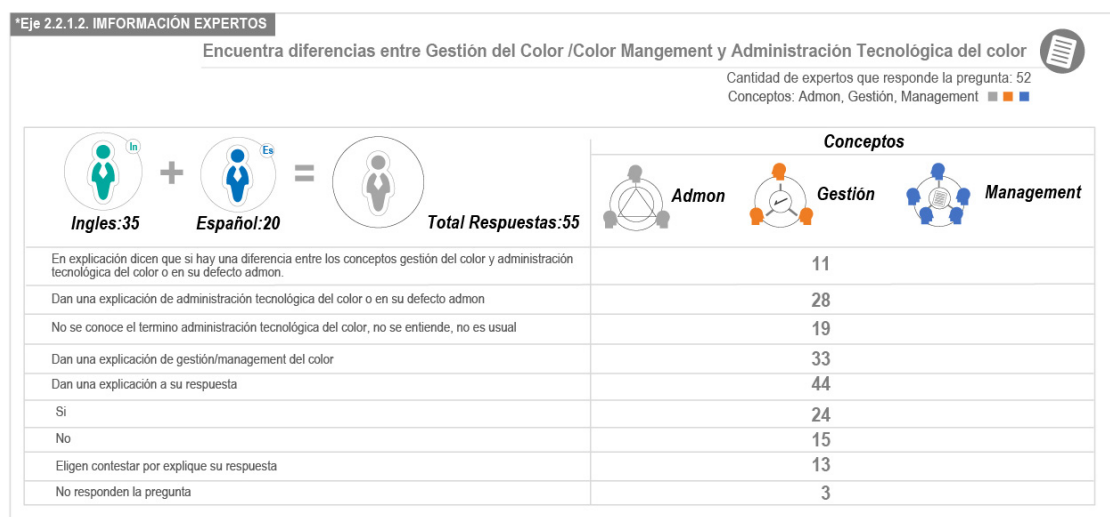 *Eje 2.2.1.2. IMFORMACIÓN EXPERTOS
Encuentra diferencias entre Gestión del Color /Color Mangement y Administración Tecnológica del color
Cantidad de expertos que responde la pregunta: 52
Conceptos: Admon, Gestión, Management
In
Es
Ingles:35
Español:20
Total Respuestas:55
Conceptos
Admon
Gestión
Management
En explicación dicen que si hay una diferencia entre los conceptos gestión del color y administración
tecnológica del color o en su defecto admon.
11
Dan una explicación de administración tecnológica del color o en su defecto admon
28
No se conoce el termino administración tecnológica del color, no se entiende, no es usual
19
Dan una explicación de gestión/management del color
33
Dan una explicación a su respuesta
44
Si
24
No
15
Eligen contestar por explique su respuesta
13
No responden la pregunta
3